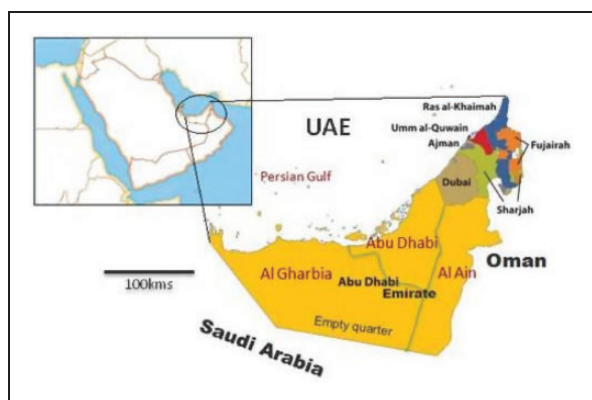 Ras al-Khaimah
UAE
Umm al-Quwain
Ajman
Fujairah
Persian Gulf
Dubai
Sharjah
Abu Dhabi
Oman
Al Gharbia
Abu Dhabi
Al Ain
Emirate
100kms
Empty quarter
Saudi Arabia